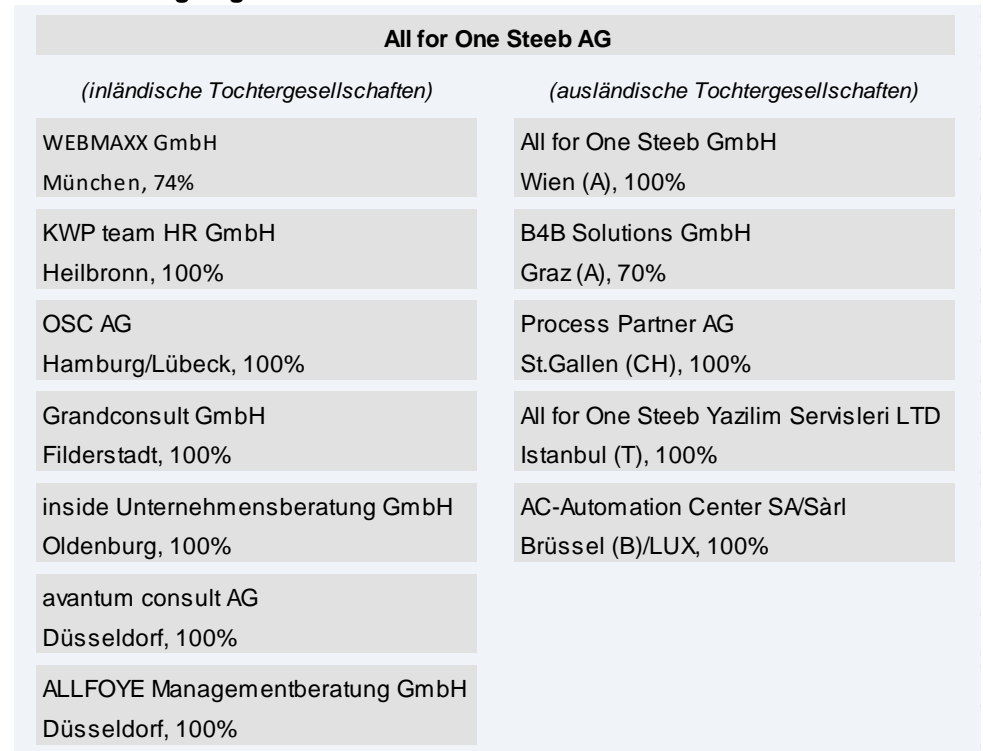 All for One Steeb AG
(inländische Tochtergesellschaften)
(ausländische Tochtergesellschaften)
WEBMAXX GmbH
München, 74%
All for One Steeb GmbH
Wien (A), 100%
KWP team HR GmbH
Heilbronn, 100%
B4B Solutions GmbH
Graz (A), 70%
OSC AG
Hamburg/Lübeck, 100%
Process Partner AG
St.Gallen (CH), 100%
Grandconsult GmbH
Filderstadt, 100%
All for One Steeb Yazilim Servisleri LTD
Istanbul (T), 100%
inside Unternehmensberatung GmbH
Oldenburg, 100%
AC-Automation Center SA/Sàrl
Brüssel (B)/LUX, 100%
avantum consult AG
Düsseldorf, 100%
ALLFOYE Managementberatung GmbH
Düsseldorf, 100%